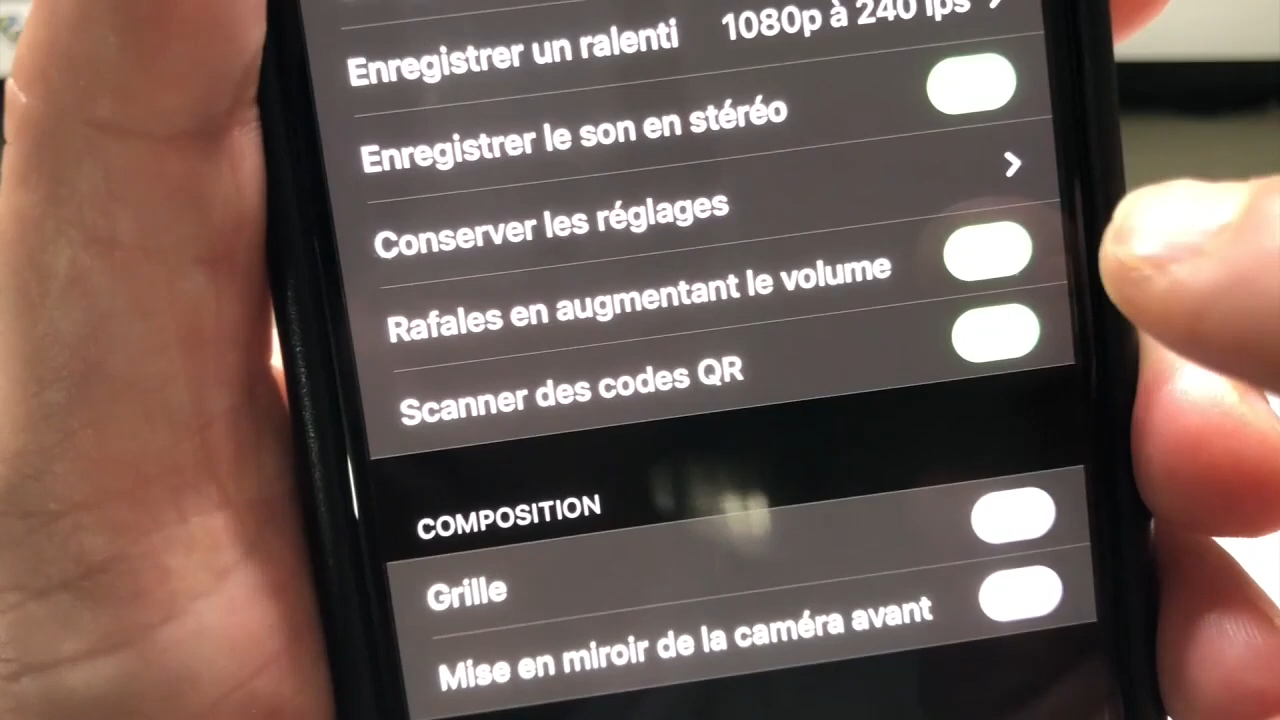 Enregistrer un ralenti 1080p à 240 ips
Enregistrer le son en stéréo
Conserver les réglages
Rafales en augmentant le volume
Scanner des codes QR
COMPOSITION
Grille
Mise en miroir de la caméra avant